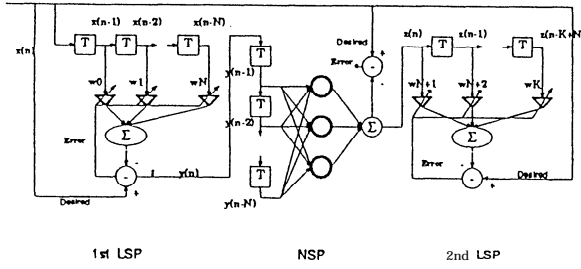 x(n-1) x(n-2) x(n-N)
x(n)
T T T
w0 w1 wN
Σ
Error
-
-
+
y(n)
Desired
T
y(n-1)
T
y(n-2)
T
y(n-N)
Σ
Desired
+
-
-
Error
z(n) z(n-1) z(n-K+N
T T
wN+1 wN+2 wK
Σ
Error
-
-
+
Desired
1st LSP NSP 2nd LSP